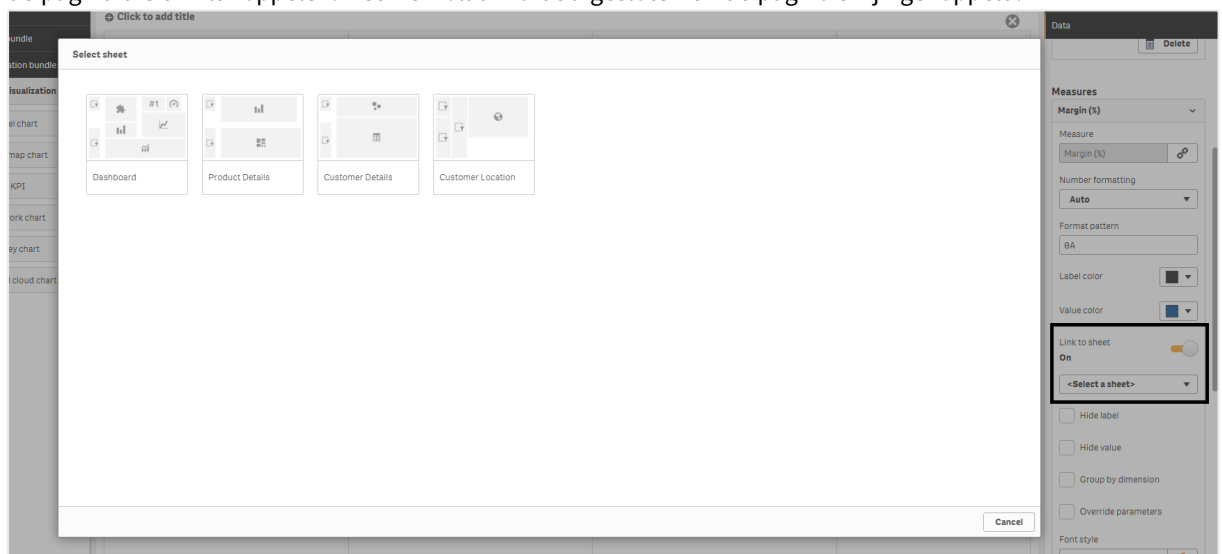 Click to add title
Data
bundle
Delete
Select sheet
ation bundle
isualization
Measures
Margin (%)
#1
el chart
Measure
Margin (%)
map chart
Dashboard
Product Details
Customer Details
Customer Location
Number formatting
KPI
Auto
ork chart
Format pattern
0A
ey chart
cloud chart
Label color
Value color
Link to sheet
On
<Select a sheet>
Hide label
Hide value
Group by dimension
Override parameters
Cancel
Font style